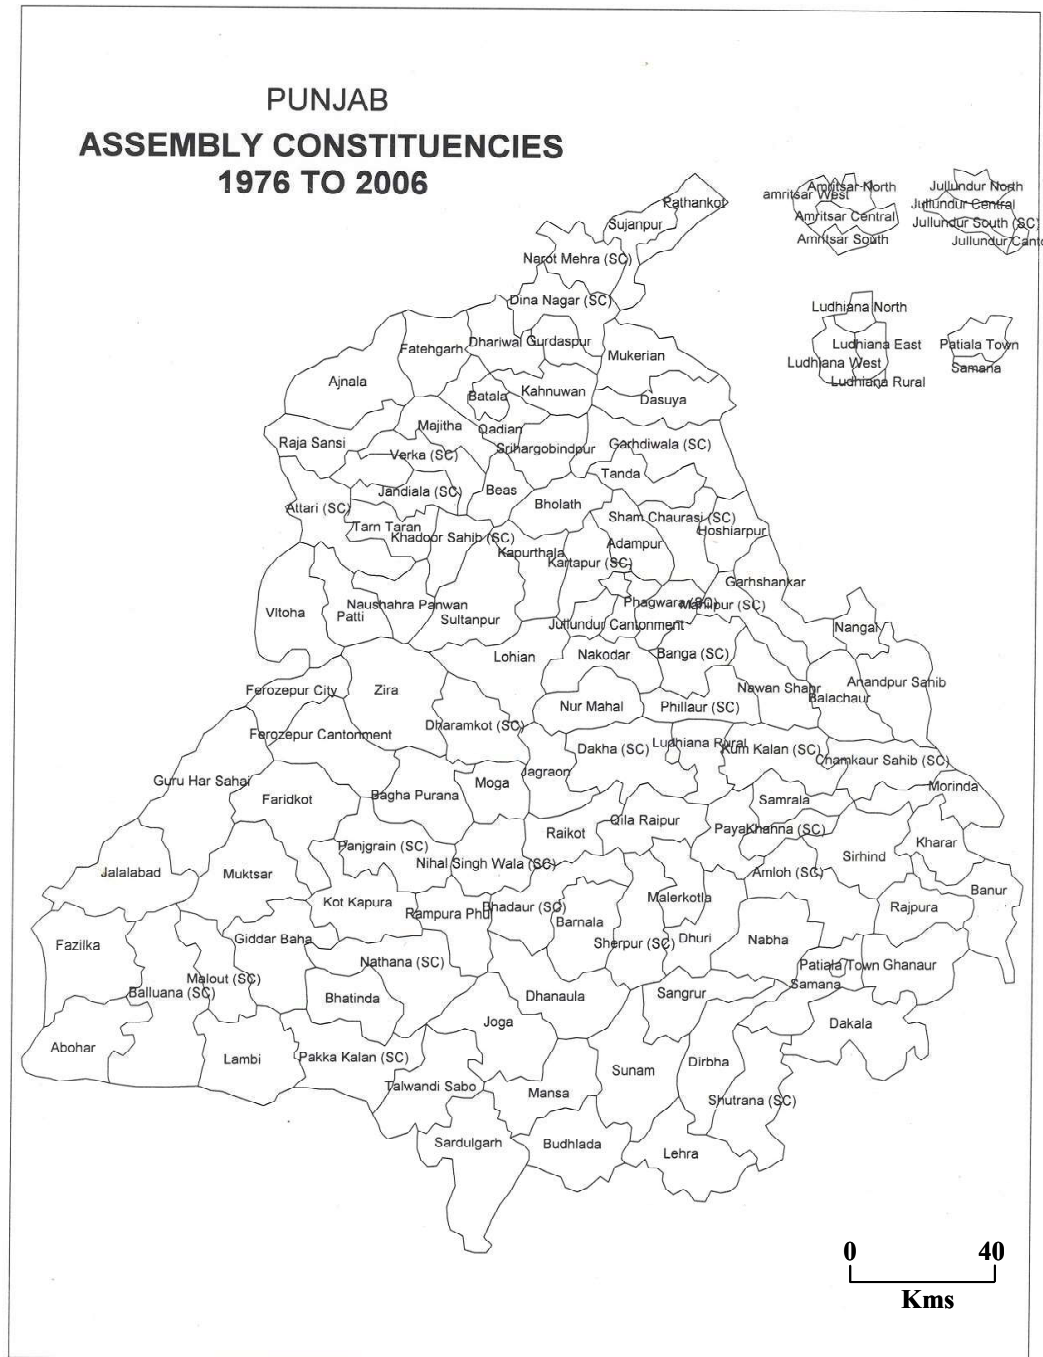 PUNJAB
ASSEMBLY CONSTITUENCIES
1976 TO 2006
Pathankot
Sujanpur
Narot Mehra (SC)
Dina Nagar (SC)
Amritsar North
amritsar West
Amritsar Central
Amritsar South
Jullundur North
Jullundur Central
Jullundur South (SC)
Jullundur Canto
Ludhiana North
Ludhiana East
Ludhiana West
Ludhiana Rural
Patiala Town
Samana
Fatehgarh
Dhariwal
Gurdaspur
Mukerian
Ajnala
Batala
Kahnuwan
Dasuya
Raja Sansi
Majitha
Qadian
Verka (SC)
Srihargobindpur
Garhdiwala (SC)
Tanda
Jandiala (SC)
Beas
Attari (SC)
Bholath
Tarn Taran
Khadoor Sahib (SC)
Sham Chaurasi (SC)
Hoshiarpur
Kapurthala
Kartapur (SC)
Adampur
Garhshankar
Vltoha
Patti
Naushahra Panwan
Sultanpur
Phagwara (SC)
Mahilpur (SC)
Jullundur Cantonment
Nangal
Lohian
Nakodar
Banga (SC)
Ferozepur City
Zira
Nur Mahal
Phillaur (SC)
Nawan Shahr
Balachaur
Anandpur Sahib
Ferozepur Cantonment
Dharamkot (SC)
Dakha (SC)
Ludhiana Rural
Kum Kalan (SC)
Chamkaur Sahib (SC)
Guru Har Sahai
Jagraon
Moga
Bagha Purana
Faridkot
Morinda
Samrala
Raikot
Qila Raipur
Paya
Khanna (SC)
Sirhind
Kharar
Panjgrain (SC)
Nihal Singh Wala (SC)
Jalalabad
Muktsar
Amloh (SC)
Banur
Kot Kapura
Rampura Phul
Bhadaur (SC)
Barnala
Malerkotla
Rajpura
Fazilka
Giddar Baha
Sherpur (SC)
Dhuri
Nabha
Nathana (SC)
Patiala Town
Ghanaur
Malout (SC)
Balluana (SC)
Bhatinda
Dhanaula
Sangrur
Samana
Abohar
Lambi
Pakka Kalan (SC)
Joga
Dakala
Talwandi Sabo
Mansa
Sunam
Dirbha
Shutrana (SC)
Sardulgarh
Budhlada
Lehra
0 40
Kms